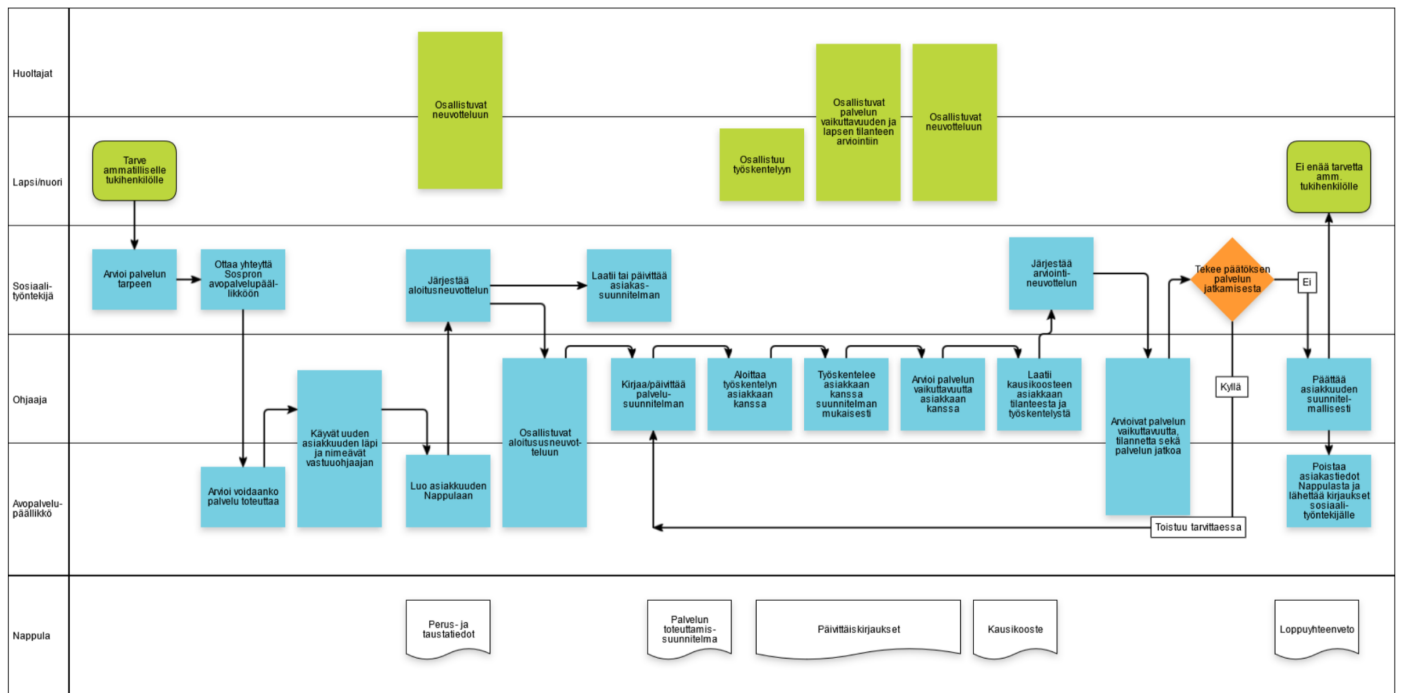 Huoltajat
Osallistuvat
neuvotteluun
Osallistuvat
palvelun
vaikuttavuuden ja
lapsen tilanteen
arviointiin
Osallistuvat
neuvotteluun
Lapsi/nuori
Tarve
ammatilliselle
tukihenkilölle
Osallistuu
työskentelyyn
Ei enää tarvetta
amm.
tukihenkilölle
Sosiaali-
työntekijä
Arvioi palvelun
tarpeen
Ottaa yhteyttä
Sospron
avopalvelupääl-
likköön
Järjestää
aloitusneuvottelun
Laatii tai päivittää
asiakas-
suunnitelman
Järjestää
arviointi-
neuvottelun
Tekee päätöksen
palvelun
jatkamisesta
Ei
Kyllä
Ohjaaja
Käyvät uuden
asiakkuuden läpi
ja nimeävät
vastuuohjaajan
Osallistuvat
aloitususneuvot-
teluun
Kirjaa/päivittää
palvelu-
suunnitelman
Aloittaa
työskentelyn
asiakkaan
kanssa
Työskentelee
asiakkaan
kanssa
suunnitelman
mukaisesti
Arvioi palvelun
vaikuttavuutta
asiakkaan
kanssa
Laatii
kausikoosteen
asiakkaan
tilanteesta ja
työskentelystä
Arvioivat palvelun
vaikuttavuutta,
tilannetta sekä
palvelun jatkoa
Päättää
asiakkuuden
suunnitel-
mallisesti
Avopalvelu-
päällikkö
Arvioi voidaanko
palvelu toteuttaa
Luo asiakkuuden
Nappulaan
Toistuu tarvittaessa
Poistaa
asiakastiedot
Nappulasta ja
lähettää kirjaukset
sosiaali-
työntekijälle
Nappula
Perus- ja
taustatiedot
Palvelun
toteuttamis-
suunnitelma
Päivittäiskirjaukset
Kausikooste
Loppuyhteenveto